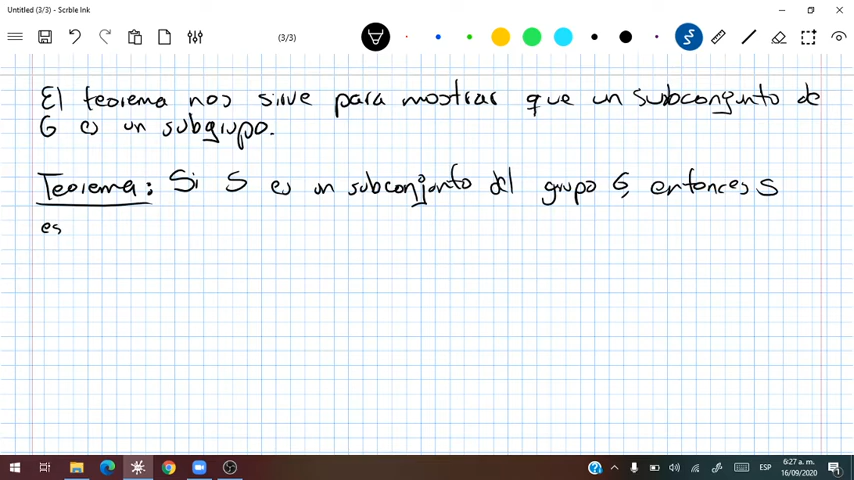 Untitled (3/3) - Scrble Ink
(3/3)
El teorema nos sirve para mostrar que un subconjunto de
G es un subgrupo.
Teorema: Si S es un subconjunto del grupo G, entonces S
es
ESP
6:27 a. m.
16/09/2020